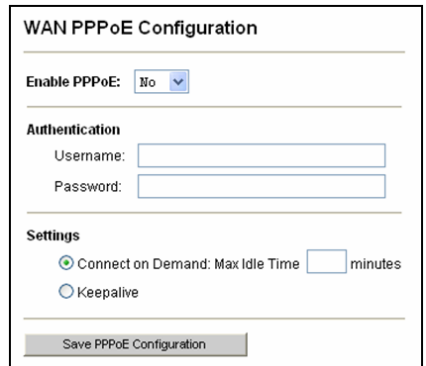 WAN PPPoE Configuration
Enable PPPoE: No
Authentication
Username:
Password:
Settings
Connect on Demand: Max Idle Time minutes
Keepalive
Save PPPoE Configuration